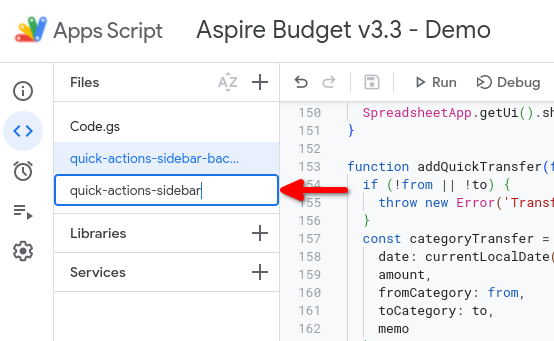 Apps Script
Aspire Budget v3.3 - Demo
Files
AZ
Run
Debug
Code.gs
quick-actions-sidebar-bac...
quick-actions-sidebar
Libraries
Services
150 SpreadsheetApp.getUi().sh
151 }
152
153 function addQuickTransfer(f
154 if (!from || !to) {
155 throw new Error('Transf
156 }
157 const categoryTransfer =
158 date: currentLocalDate(
159 amount,
160 fromCategory: from,
161 toCategory: to,
162 memo